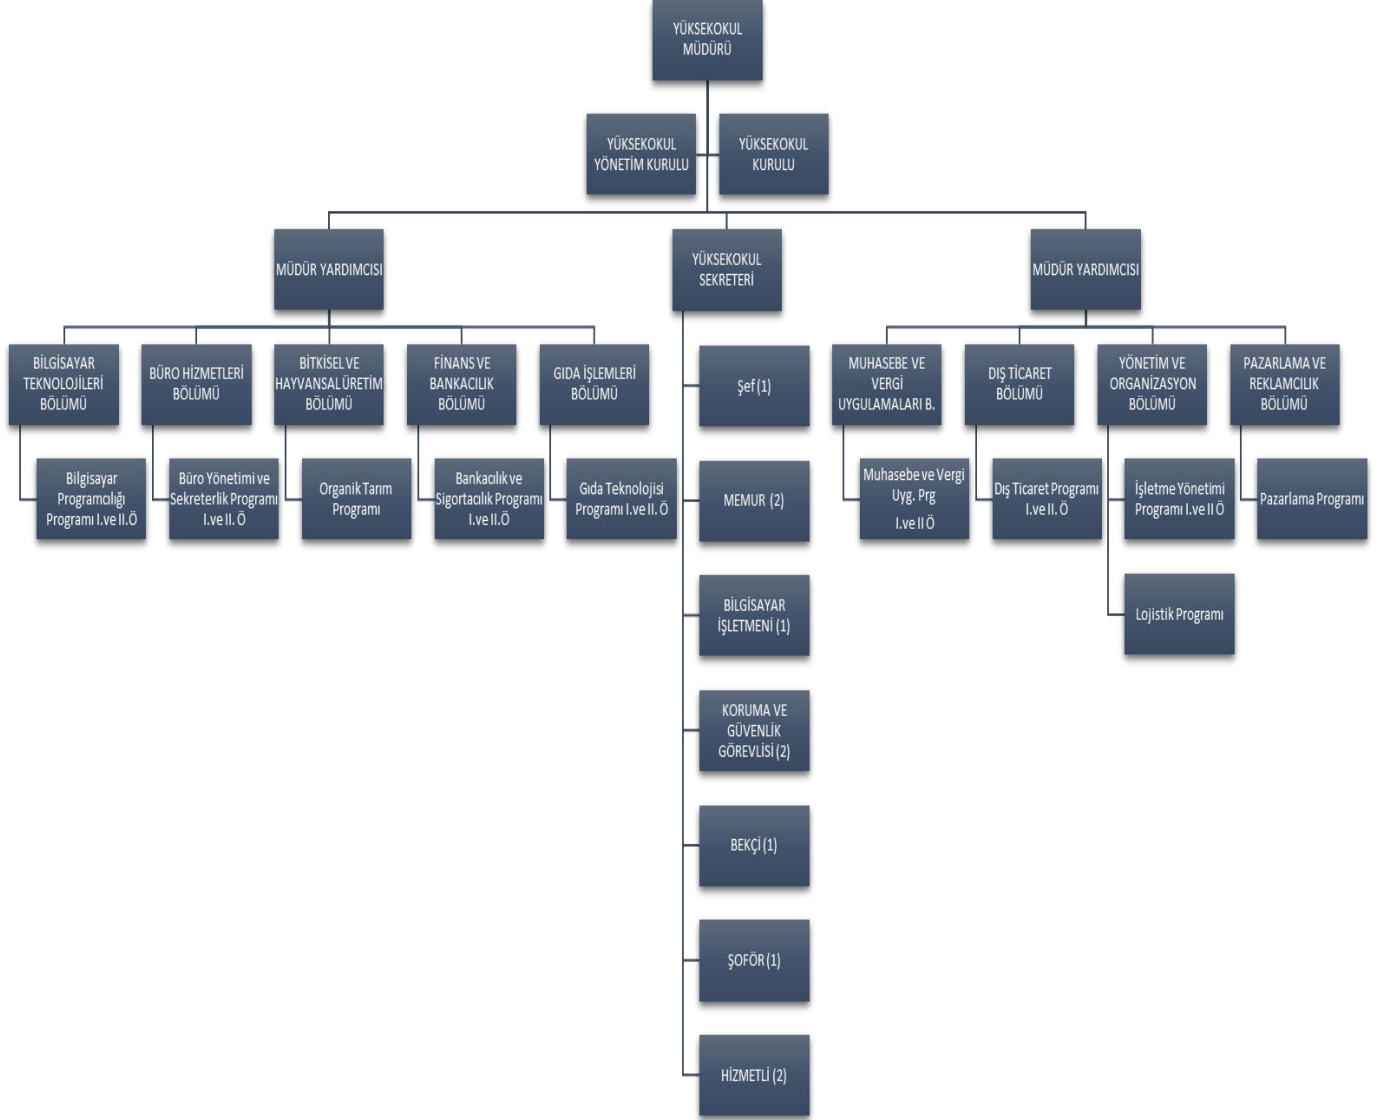 YÜKSEKOKUL
MÜDÜRÜ
YÜKSEKOKUL
YÖNETİM KURULU
YÜKSEKOKUL
KURULU
MÜDÜR YARDIMCISI
YÜKSEKOKUL
SEKRETERİ
MÜDÜR YARDIMCISI
BİLGİSAYAR
TEKNOLOJİLERİ
BÖLÜMÜ
BÜRO HİZMETLERİ
BÖLÜMÜ
BİTKİSEL VE
HAYVANSAL ÜRETİM
BÖLÜMÜ
FİNANS VE
BANKACILIK
BÖLÜMÜ
GIDA İŞLEMLERİ
BÖLÜMÜ
Şef (1)
MUHASEBE VE
VERGİ
UYGULAMALARI B.
DIŞ TİCARET
BÖLÜMÜ
YÖNETİM VE
ORGANİZASYON
BÖLÜMÜ
PAZARLAMA VE
REKLAMCILIK
BÖLÜMÜ
Bilgisayar
Programcılığı
Programı I.ve II.Ö
Büro Yönetimi ve
Sekreterlik Programı
I.ve II. Ö
Organik Tarım
Programı
Bankacılık ve
Sigortacılık Programı
I.ve II.Ö
Gıda Teknolojisi
Programı I.ve II. Ö
MEMUR (2)
Muhasebe ve Vergi
Uyg. Prg
I.ve II Ö
Dış Ticaret Programı
I.ve II. Ö
İşletme Yönetimi
Programı I.ve II Ö
Pazarlama Programı
BİLGİSAYAR
İŞLETMENİ (1)
Lojistik Programı
KORUMA VE
GÜVENLİK
GÖREVLİSİ (2)
BEKÇİ (1)
ŞOFÖR (1)
HİZMETLİ (2)